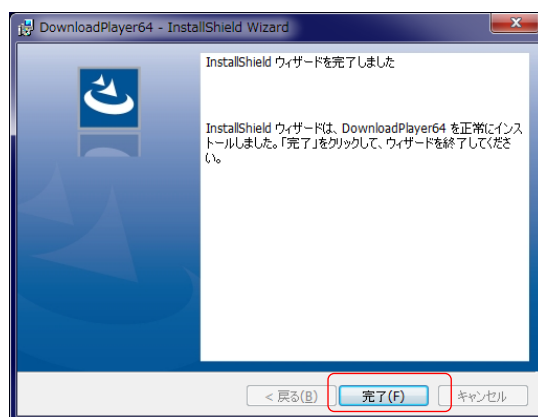 DownloadPlayer64 - InstallShield Wizard
InstallShield ウィザードを完了しました
InstallShield ウィザードは、DownloadPlayer64 を正常にインス
トールしました。「完了」をクリックして、ウィザードを終了してくださ
い。
< 戻る(B) 完了(F) キャンセル